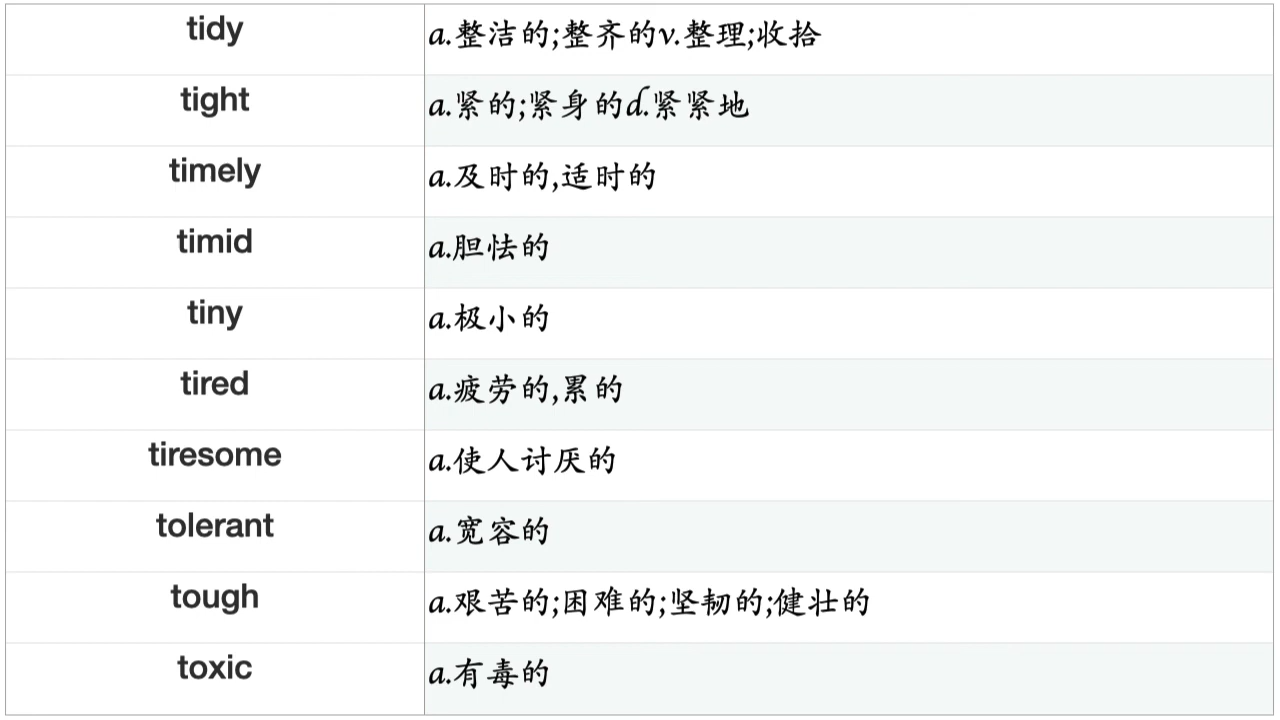 tidy a.整洁的;整齐的v.整理;收拾
tight a.紧的;紧身的d.紧紧地
timely a.及时的,适时的
timid a.胆怯的
tiny a.极小的
tired a.疲劳的,累的
tiresome a.使人讨厌的
tolerant a.宽容的
tough a.艰苦的;困难的;坚韧的;健壮的
toxic a.有毒的